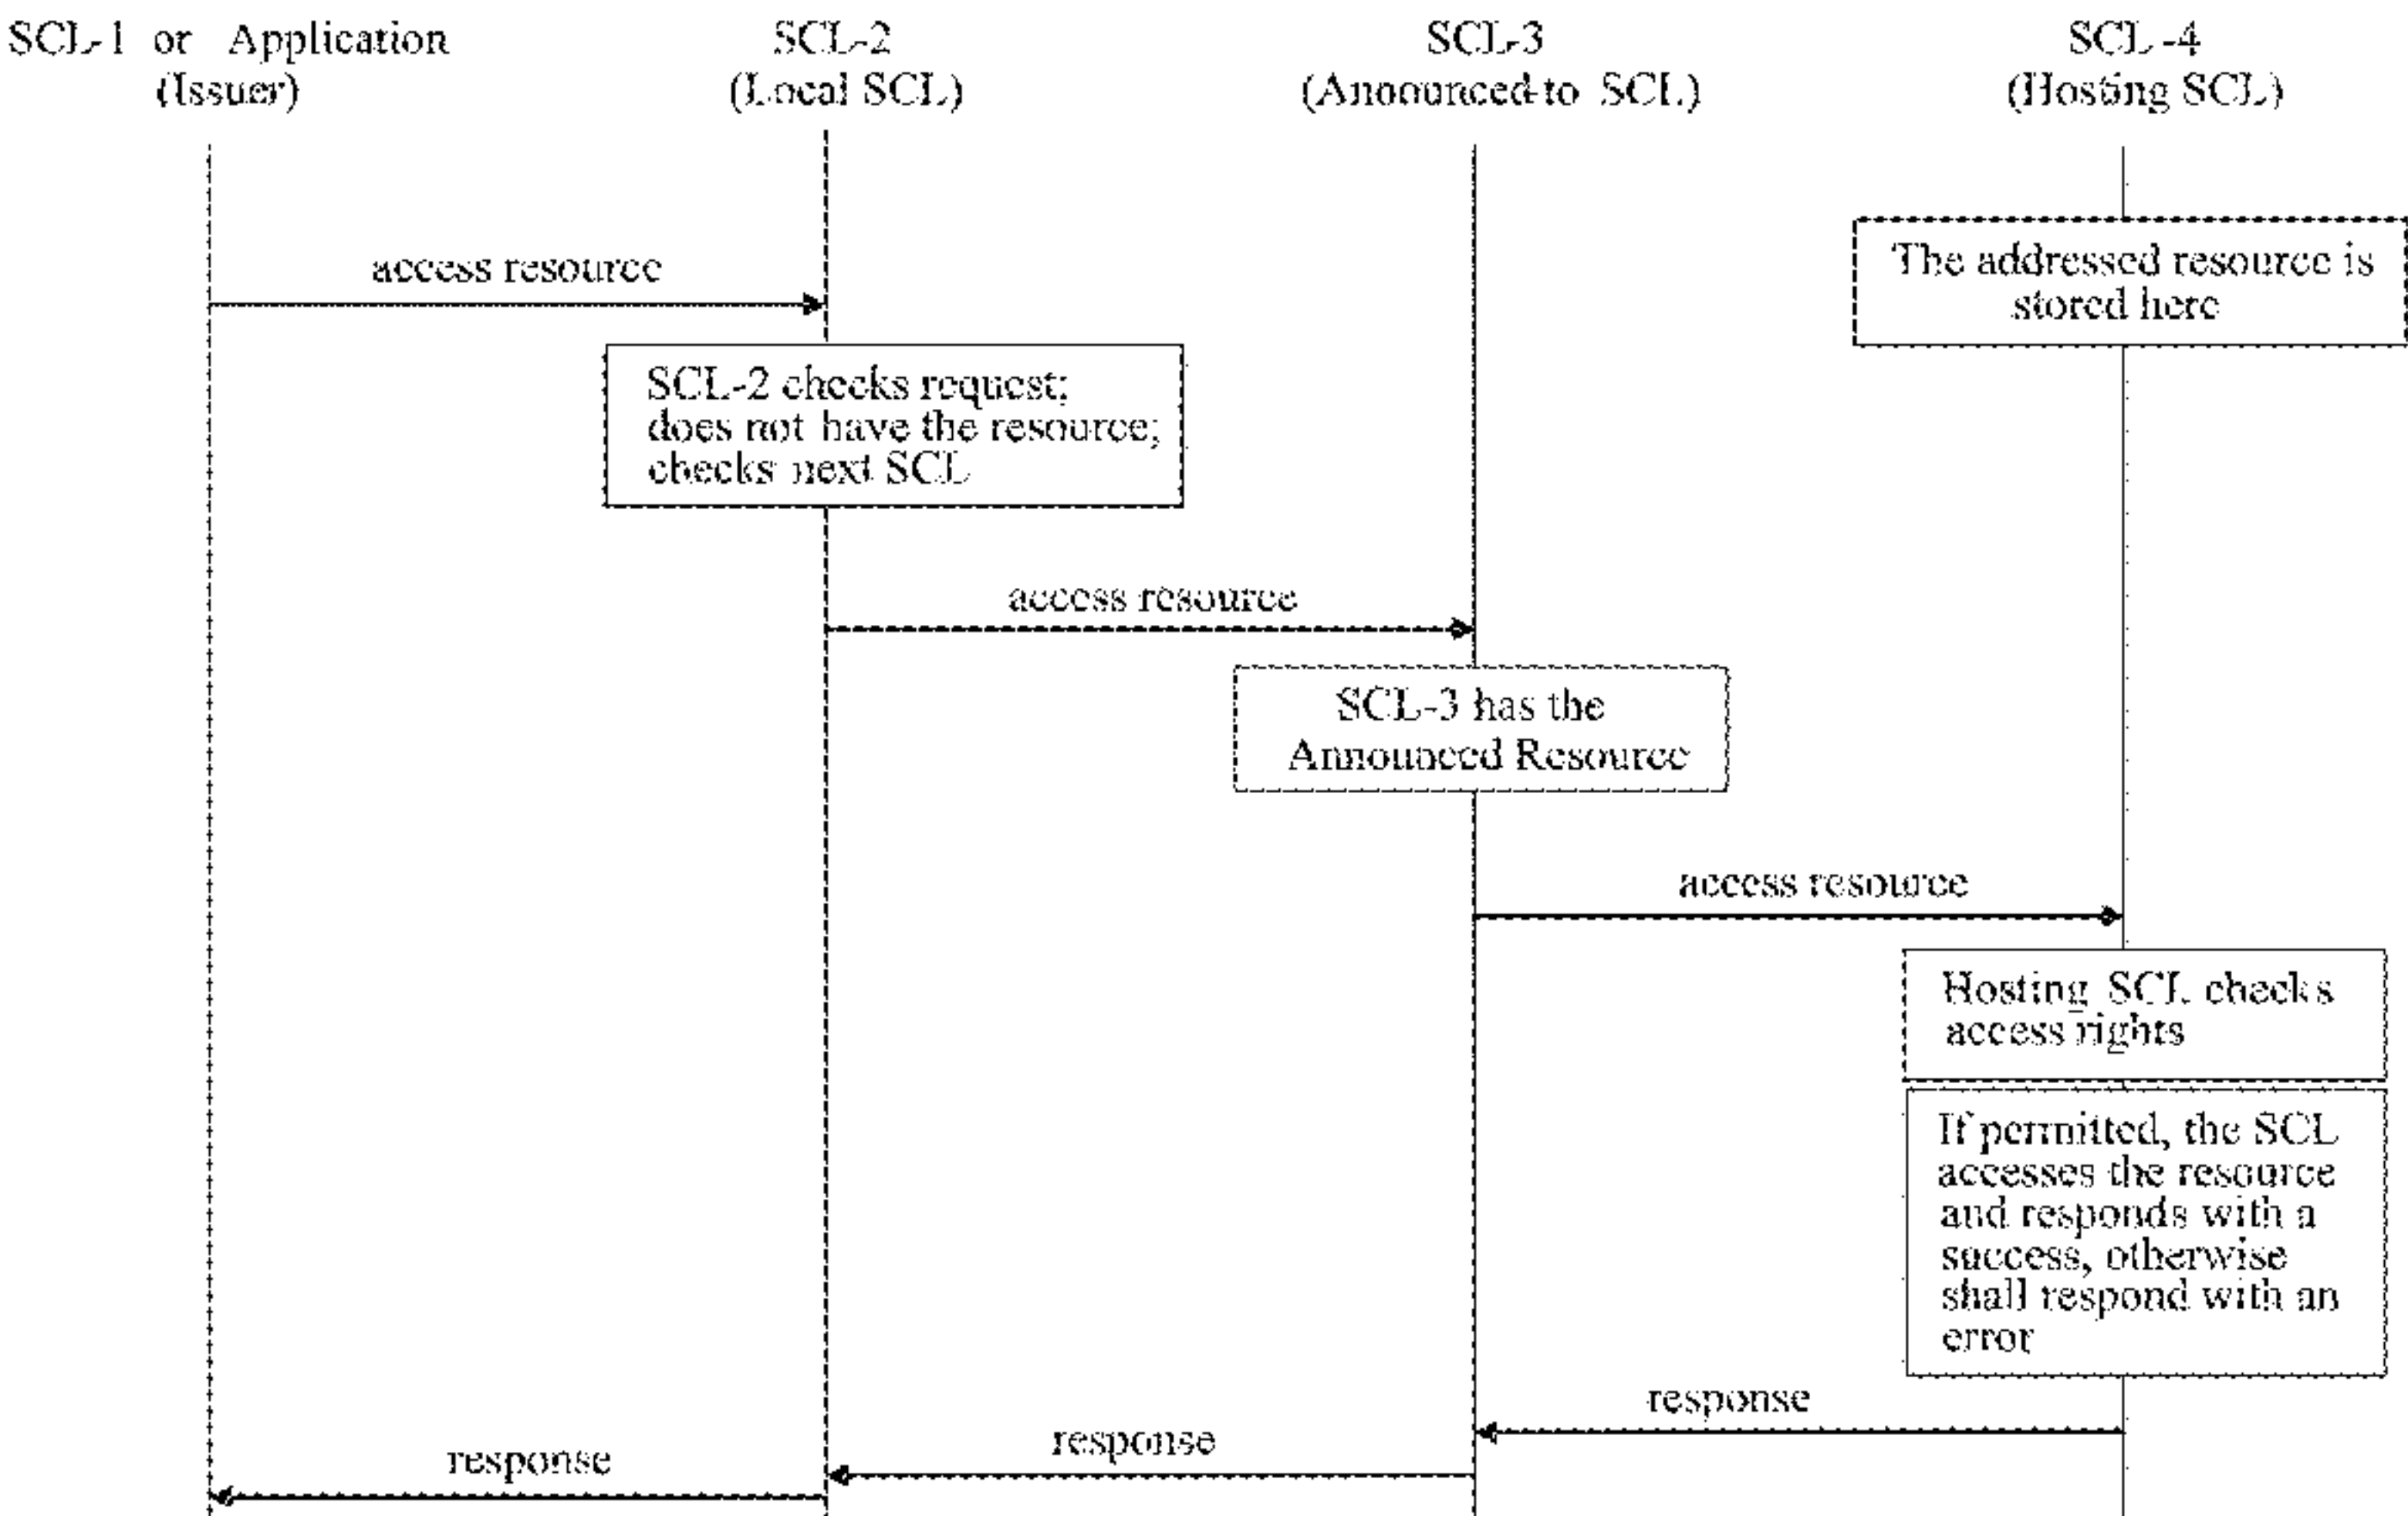 SCL-1 or Application
(Issuer)
SCL-2
(Local SCL)
SCL-3
(Announced-to SCL)
SCL-4
(Hosting SCL)
The addressed resource is
stored here
access resource
SCL-2 checks request;
does not have the resource;
checks next SCL
access resource
SCL-3 has the
Announced Resource
access resource
Hosting SCL checks
access rights
If permitted, the SCL
accesses the resource
and responds with a
success, otherwise
shall respond with an
error
response
response
response